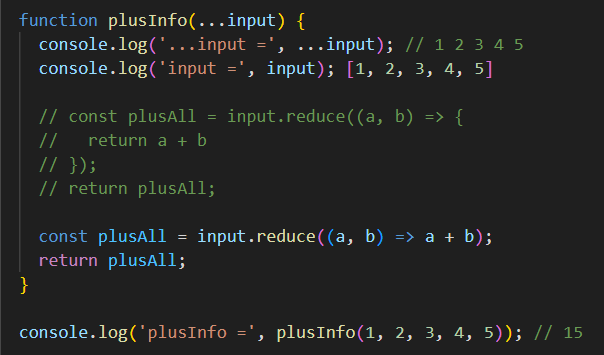 function plusInfo(...input) {
  console.log('...input =', ...input); // 1 2 3 4 5
  console.log('input =', input); [1, 2, 3, 4, 5]

  // const plusAll = input.reduce((a, b) => {
  //   return a + b
  // });
  // return plusAll;

  const plusAll = input.reduce((a, b) => a + b);
  return plusAll;
}

console.log('plusInfo =', plusInfo(1, 2, 3, 4, 5)); // 15